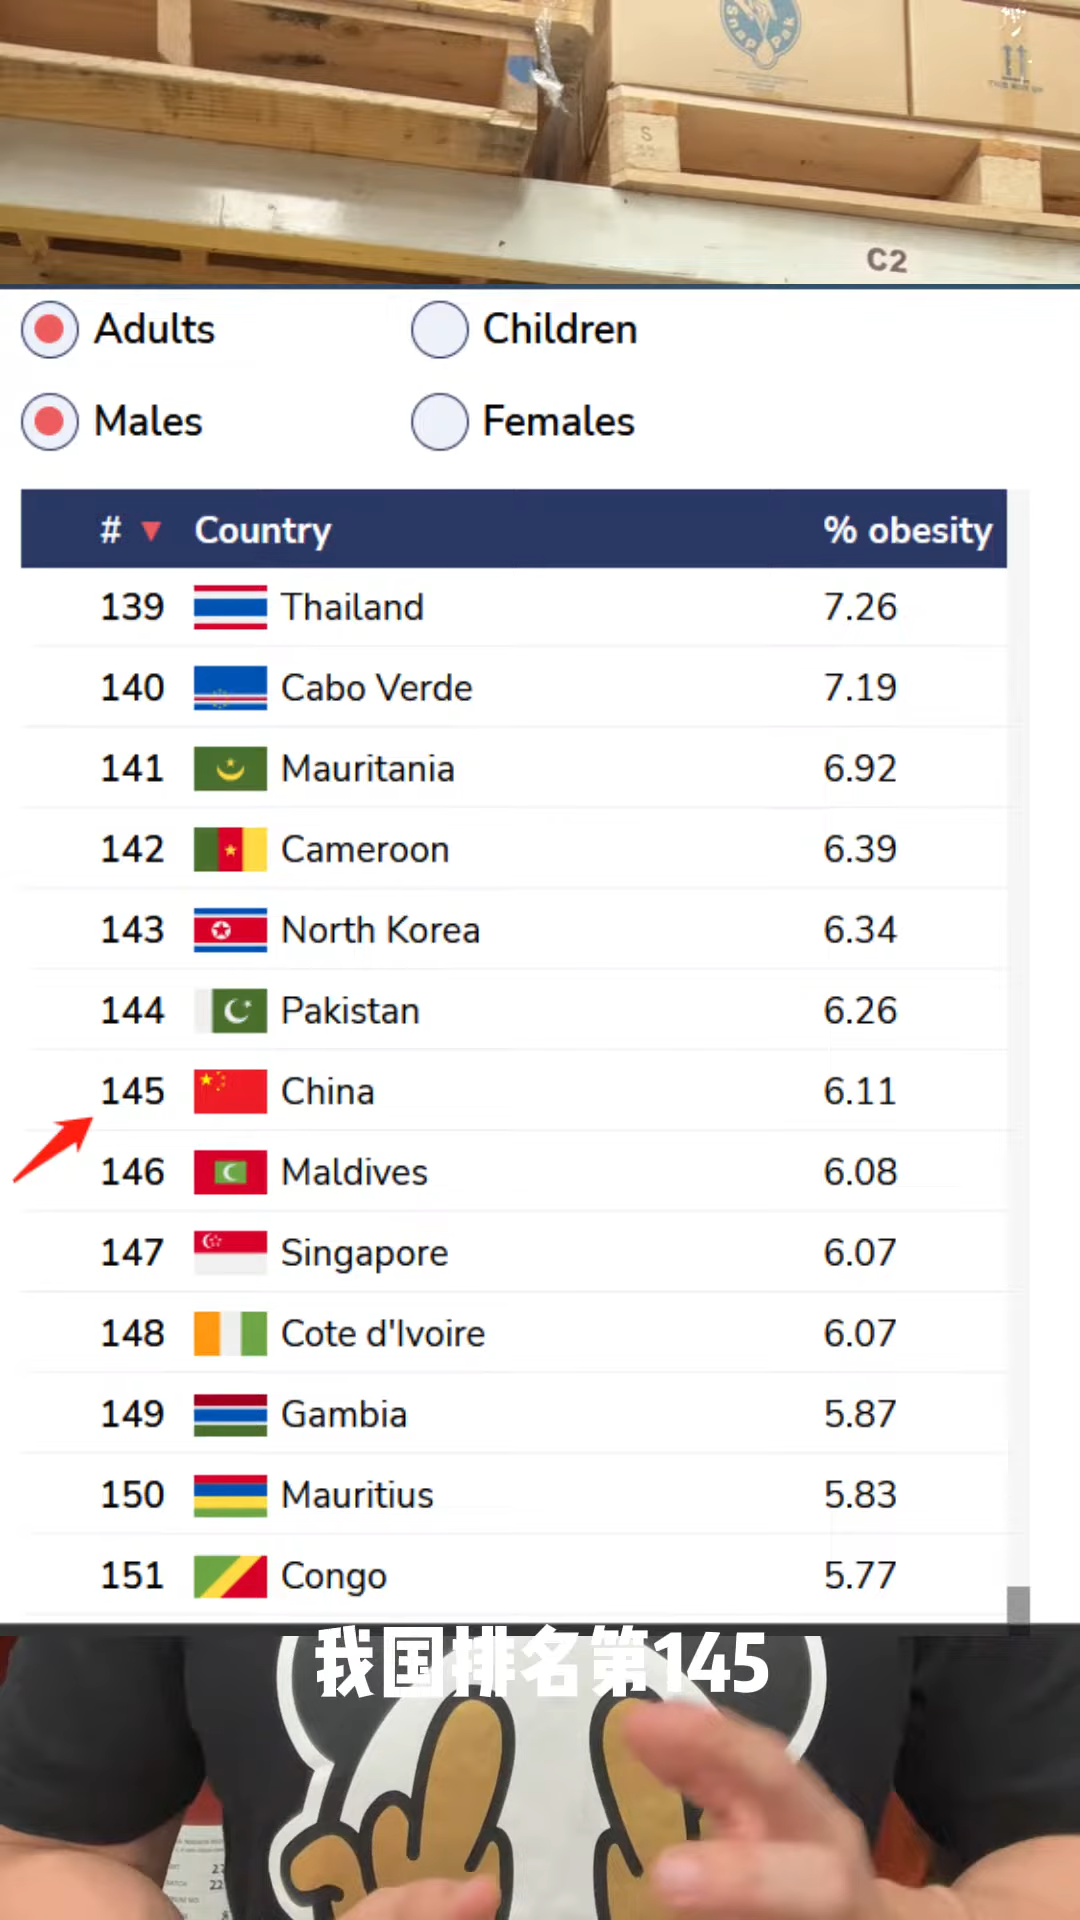 Snap Pak
S
C2
Adults
Children
Males
Females
# ▼ Country % obesity
139 Thailand 7.26
140 Cabo Verde 7.19
141 Mauritania 6.92
142 Cameroon 6.39
143 North Korea 6.34
144 Pakistan 6.26
145 China 6.11
146 Maldives 6.08
147 Singapore 6.07
148 Cote d'Ivoire 6.07
149 Gambia 5.87
150 Mauritius 5.83
151 Congo 5.77
我国排名第145